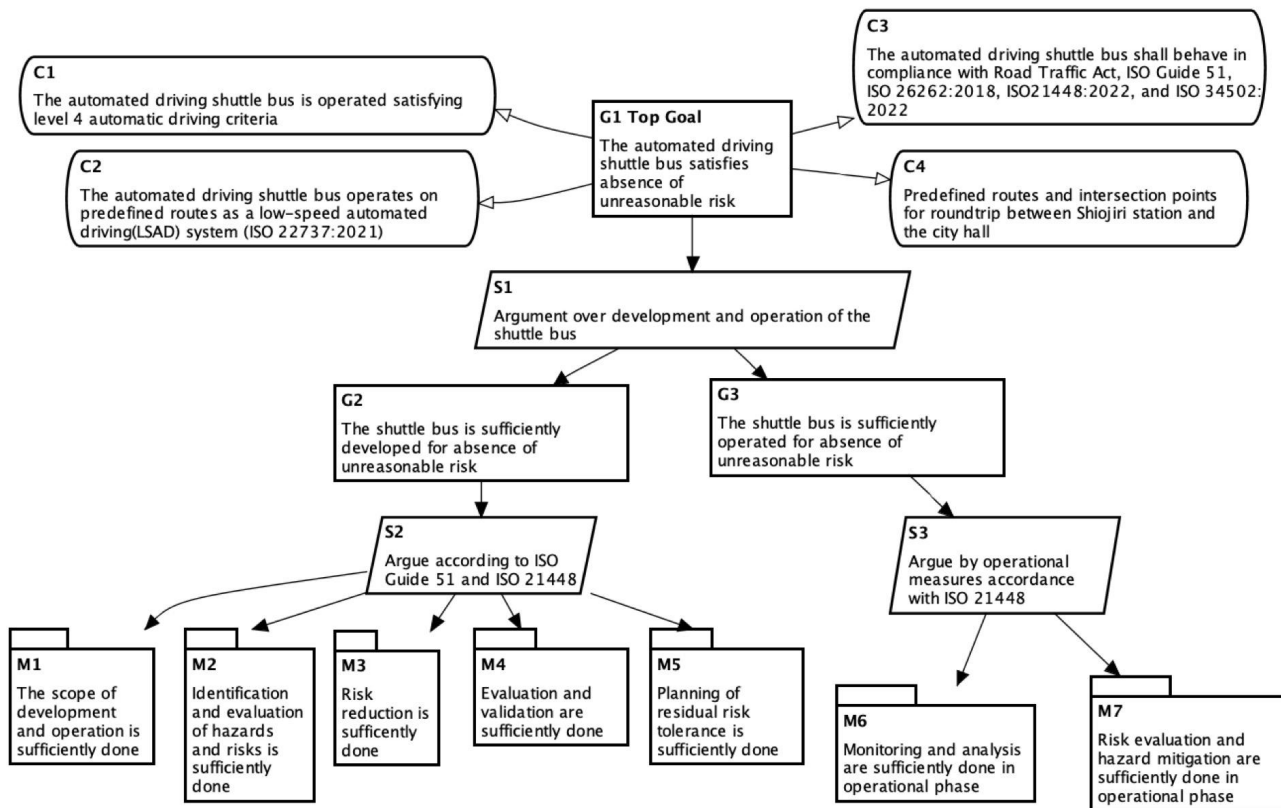 C1
The automated driving shuttle bus is operated satisfying
level 4 automatic driving criteria
C2
The automated driving shuttle bus operates on
predefined routes as a low-speed automated
driving(LSAD) system (ISO 22737:2021)
G1 Top Goal
The automated driving
shuttle bus satisfies
absence of
unreasonable risk
C3
The automated driving shuttle bus shall behave in
compliance with Road Traffic Act, ISO Guide 51,
ISO 26262:2018, ISO21448:2022, and ISO 34502:
2022
C4
Predefined routes and intersection points
for roundtrip between Shiojiri station and
the city hall
S1
Argument over development and operation of the
shuttle bus
G2
The shuttle bus is sufficiently
developed for absence of
unreasonable risk
G3
The shuttle bus is sufficiently
operated for absence of
unreasonable risk
S2
Argue according to ISO
Guide 51 and ISO 21448
S3
Argue by operational
measures accordance
with ISO 21448
M1
The scope of
development
and operation is
sufficiently done
M2
Identification
and evaluation
of hazards
and risks is
sufficiently
done
M3
Risk
reduction is
sufficently
done
M4
Evaluation and
validation are
sufficiently done
M5
Planning of
residual risk
tolerance is
sufficiently done
M6
Monitoring and analysis
are sufficiently done in
operational phase
M7
Risk evaluation and
hazard mitigation are
sufficiently done in
operational phase